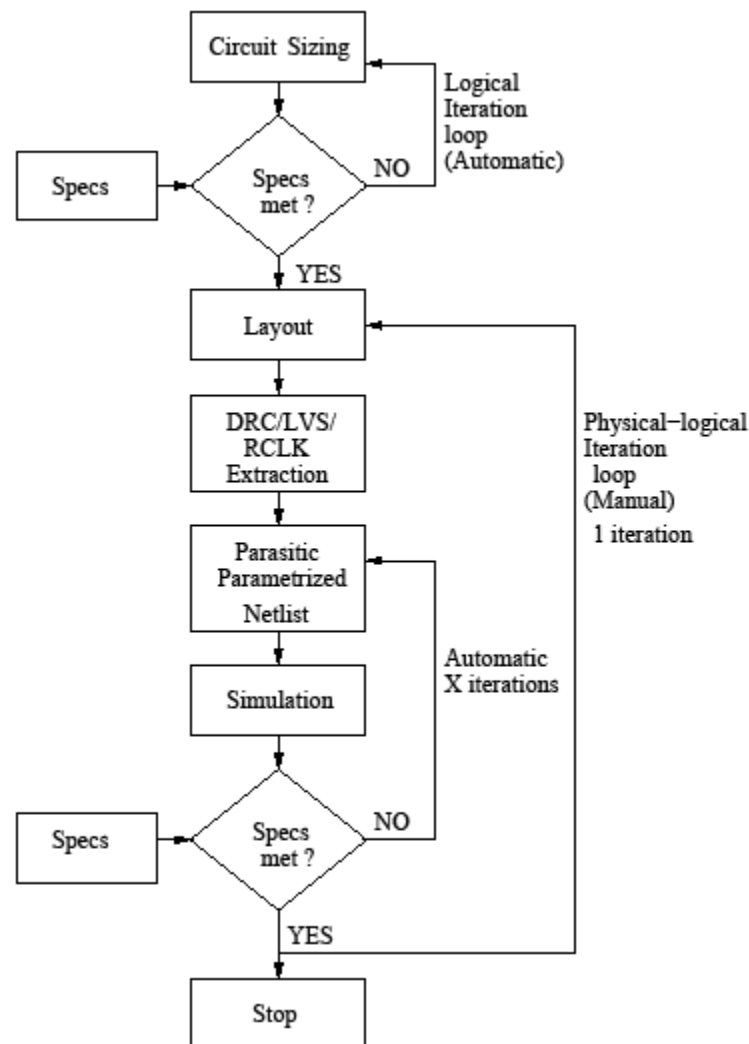 Circuit Sizing
Logical
Iteration
loop
(Automatic)
Specs
Specs
met ?
NO
YES
Layout
DRC/LVS/
RCLK
Extraction
Physical−logical
Iteration
loop
(Manual)
1 iteration
Parasitic
Parametrized
Netlist
Automatic
X iterations
Simulation
Specs
Specs
met ?
NO
YES
Stop